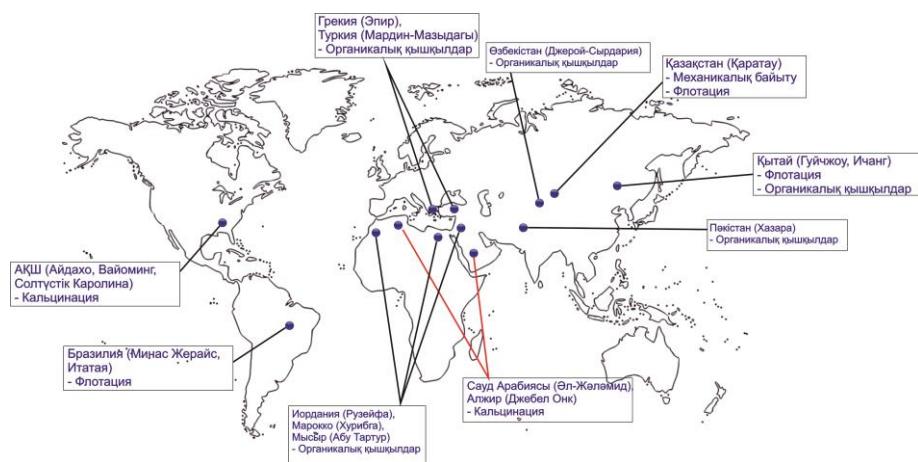 Грекия (Эпир),
Туркия (Мардин-Мазыдағы)
- Органикалық қышқылдар
Өзбекістан (Джерой-Сырдария)
- Органикалық қышқылдар
Қазақстан (Қаратау)
- Механикалық байыту
- Флотация
Қытай (Гуйчжоу, Ичанг)
- Флотация
- Органикалық қышқылдар
Пәкістан (Хазара)
- Органикалық қышқылдар
АҚШ (Айдахо, Вайоминг,
Солтүстік Каролина)
- Кальцинация
Бразилия (Минас Жерайс,
Итатая)
- Флотация
Иордания (Рузейфа),
Марокко (Хурибга),
Мысыр (Абу Тартур)
- Органикалық қышқылдар
Сауд Арабиясы (Әл-Жәләмид),
Алжир (Джебел Онк)
- Кальцинация